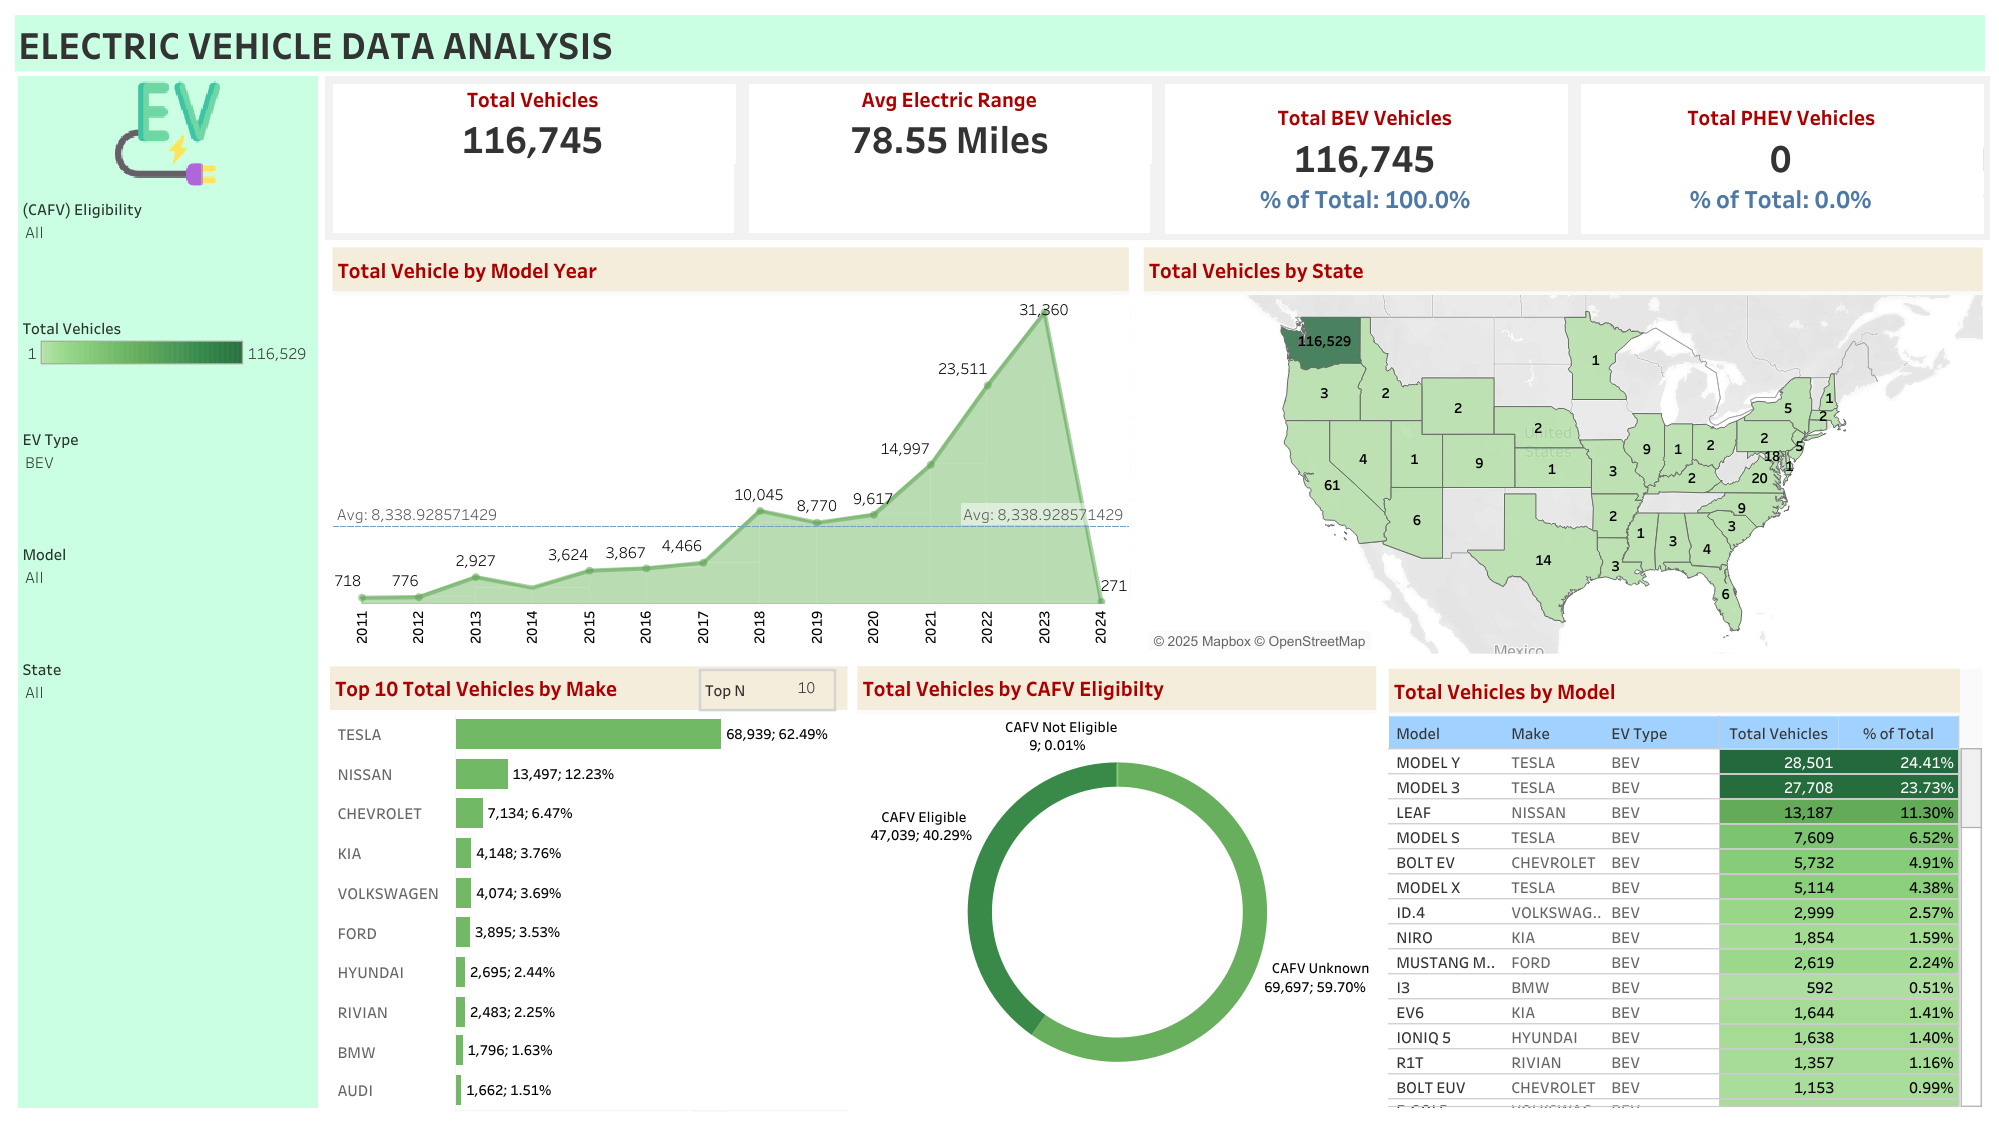 ELECTRIC VEHICLE DATA ANALYSIS
EV
(CAFV) Eligibility
All
Total Vehicles
1 116,529
EV Type
BEV
Model
All
State
All
Total Vehicles
116,745
Avg Electric Range
78.55 Miles
Total BEV Vehicles
116,745
% of Total: 100.0%
Total PHEV Vehicles
0
% of Total: 0.0%
Total Vehicle by Model Year
31,360
23,511
14,997
10,045
8,770
9,617
Avg: 8,338.928571429
Avg: 8,338.928571429
4,466
3,867
3,624
2,927
718
776
271
2011
2012
2013
2014
2015
2016
2017
2018
2019
2020
2021
2022
2023
2024
Total Vehicles by State
116,529
1
3
2
2
5
1
2
2
United
States
4
1
9
1
3
9
1
2
2
5
18
1
61
2
20
6
2
9
3
14
3
1
3
4
6
© 2025 Mapbox © OpenStreetMap
Mexico
Top 10 Total Vehicles by Make
Top N 10
TESLA 68,939; 62.49%
NISSAN 13,497; 12.23%
CHEVROLET 7,134; 6.47%
KIA 4,148; 3.76%
VOLKSWAGEN 4,074; 3.69%
FORD 3,895; 3.53%
HYUNDAI 2,695; 2.44%
RIVIAN 2,483; 2.25%
BMW 1,796; 1.63%
AUDI 1,662; 1.51%
Total Vehicles by CAFV Eligibilty
CAFV Not Eligible
9; 0.01%
CAFV Eligible
47,039; 40.29%
CAFV Unknown
69,697; 59.70%
Total Vehicles by Model
Model Make EV Type Total Vehicles % of Total
MODEL Y TESLA BEV 28,501 24.41%
MODEL 3 TESLA BEV 27,708 23.73%
LEAF NISSAN BEV 13,187 11.30%
MODEL S TESLA BEV 7,609 6.52%
BOLT EV CHEVROLET BEV 5,732 4.91%
MODEL X TESLA BEV 5,114 4.38%
ID.4 VOLKSWAG.. BEV 2,999 2.57%
NIRO KIA BEV 1,854 1.59%
MUSTANG M.. FORD BEV 2,619 2.24%
I3 BMW BEV 592 0.51%
EV6 KIA BEV 1,644 1.41%
IONIQ 5 HYUNDAI BEV 1,638 1.40%
R1T RIVIAN BEV 1,357 1.16%
BOLT EUV CHEVROLET BEV 1,153 0.99%